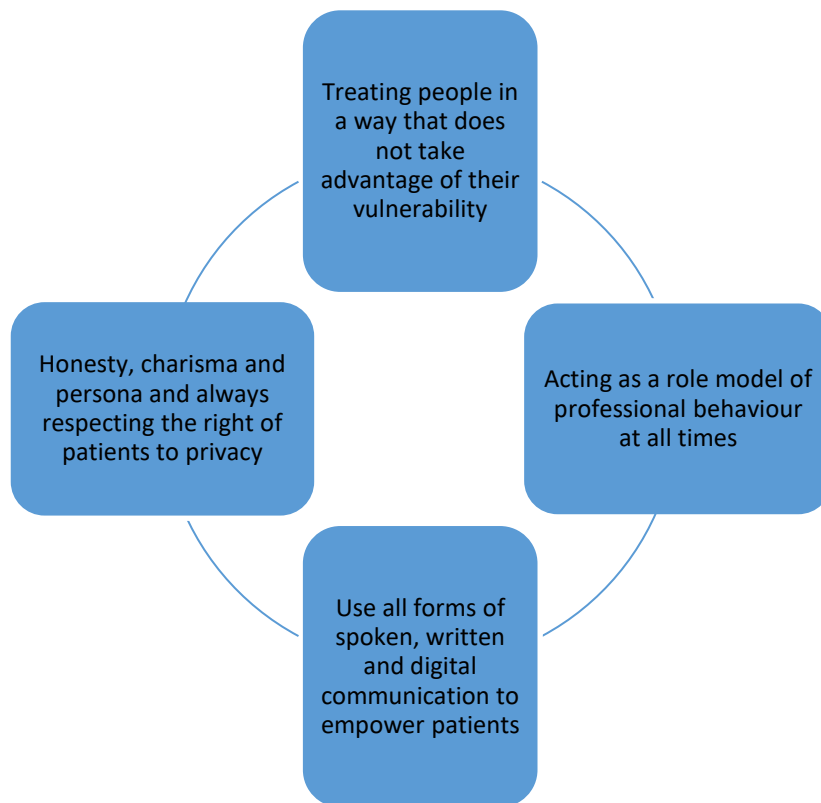 Treating people in
a way that does
not take
advantage of their
vulnerability
Honesty, charisma and
persona and always
respecting the right of
patients to privacy
Acting as a role model of
professional behaviour
at all times
Use all forms of
spoken, written
and digital
communication to
empower patients